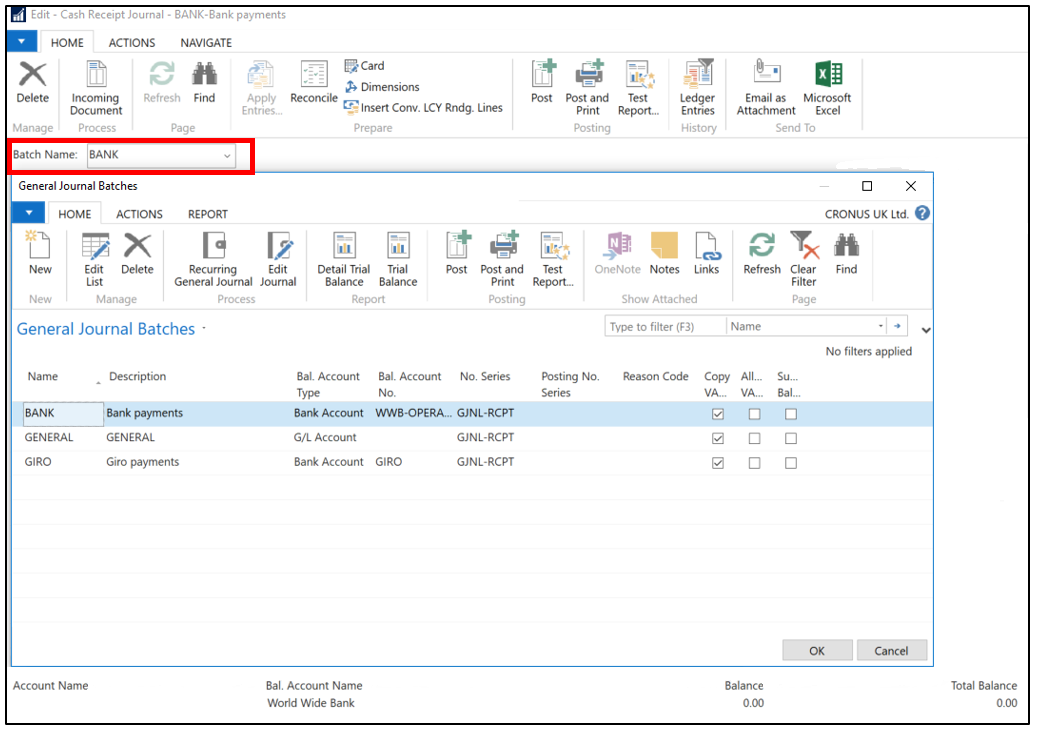 Edit - Cash Receipt Journal - BANK-Bank payments
HOME ACTIONS NAVIGATE
Delete Incoming Document Refresh Find Apply Entries... Reconcile Card Dimensions Insert Conv. LCY Rndg. Lines Post Post and Print Test Report... Ledger Entries Email as Attachment Microsoft Excel
Manage Process Page Prepare Posting History Send To
Batch Name: BANK
General Journal Batches
HOME ACTIONS REPORT CRONUS UK Ltd. ?
New Edit List Delete Recurring General Journal Edit Journal Detail Trial Balance Trial Balance Post Post and Print Test Report... OneNote Notes Links Refresh Clear Filter Find
New Manage Process Report Posting Show Attached Page
General Journal Batches Type to filter (F3) Name
No filters applied
Name Description Bal. Account Type Bal. Account No. No. Series Posting No. Series Reason Code Copy VA... All... VA... Su... Bal...
BANK Bank payments Bank Account WWB-OPERA... GJNL-RCPT
GENERAL GENERAL G/L Account GJNL-RCPT
GIRO Giro payments Bank Account GIRO GJNL-RCPT
OK Cancel
Account Name Bal. Account Name Balance Total Balance
World Wide Bank 0.00 0.00